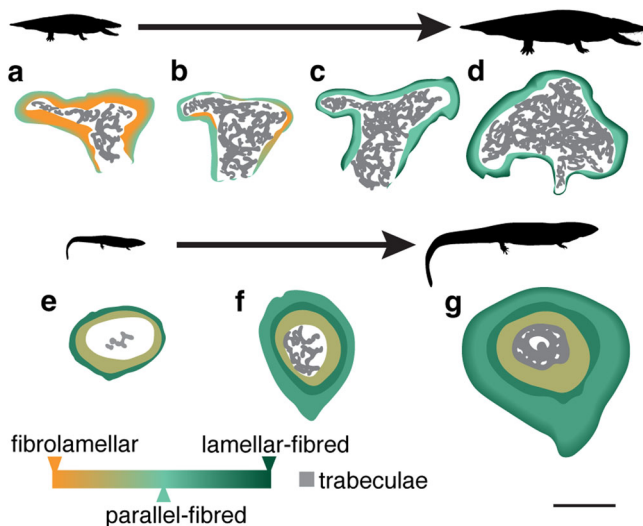 a b c d
e f g
fibrolamellar lamellar-fibred
trabeculae
parallel-fibred